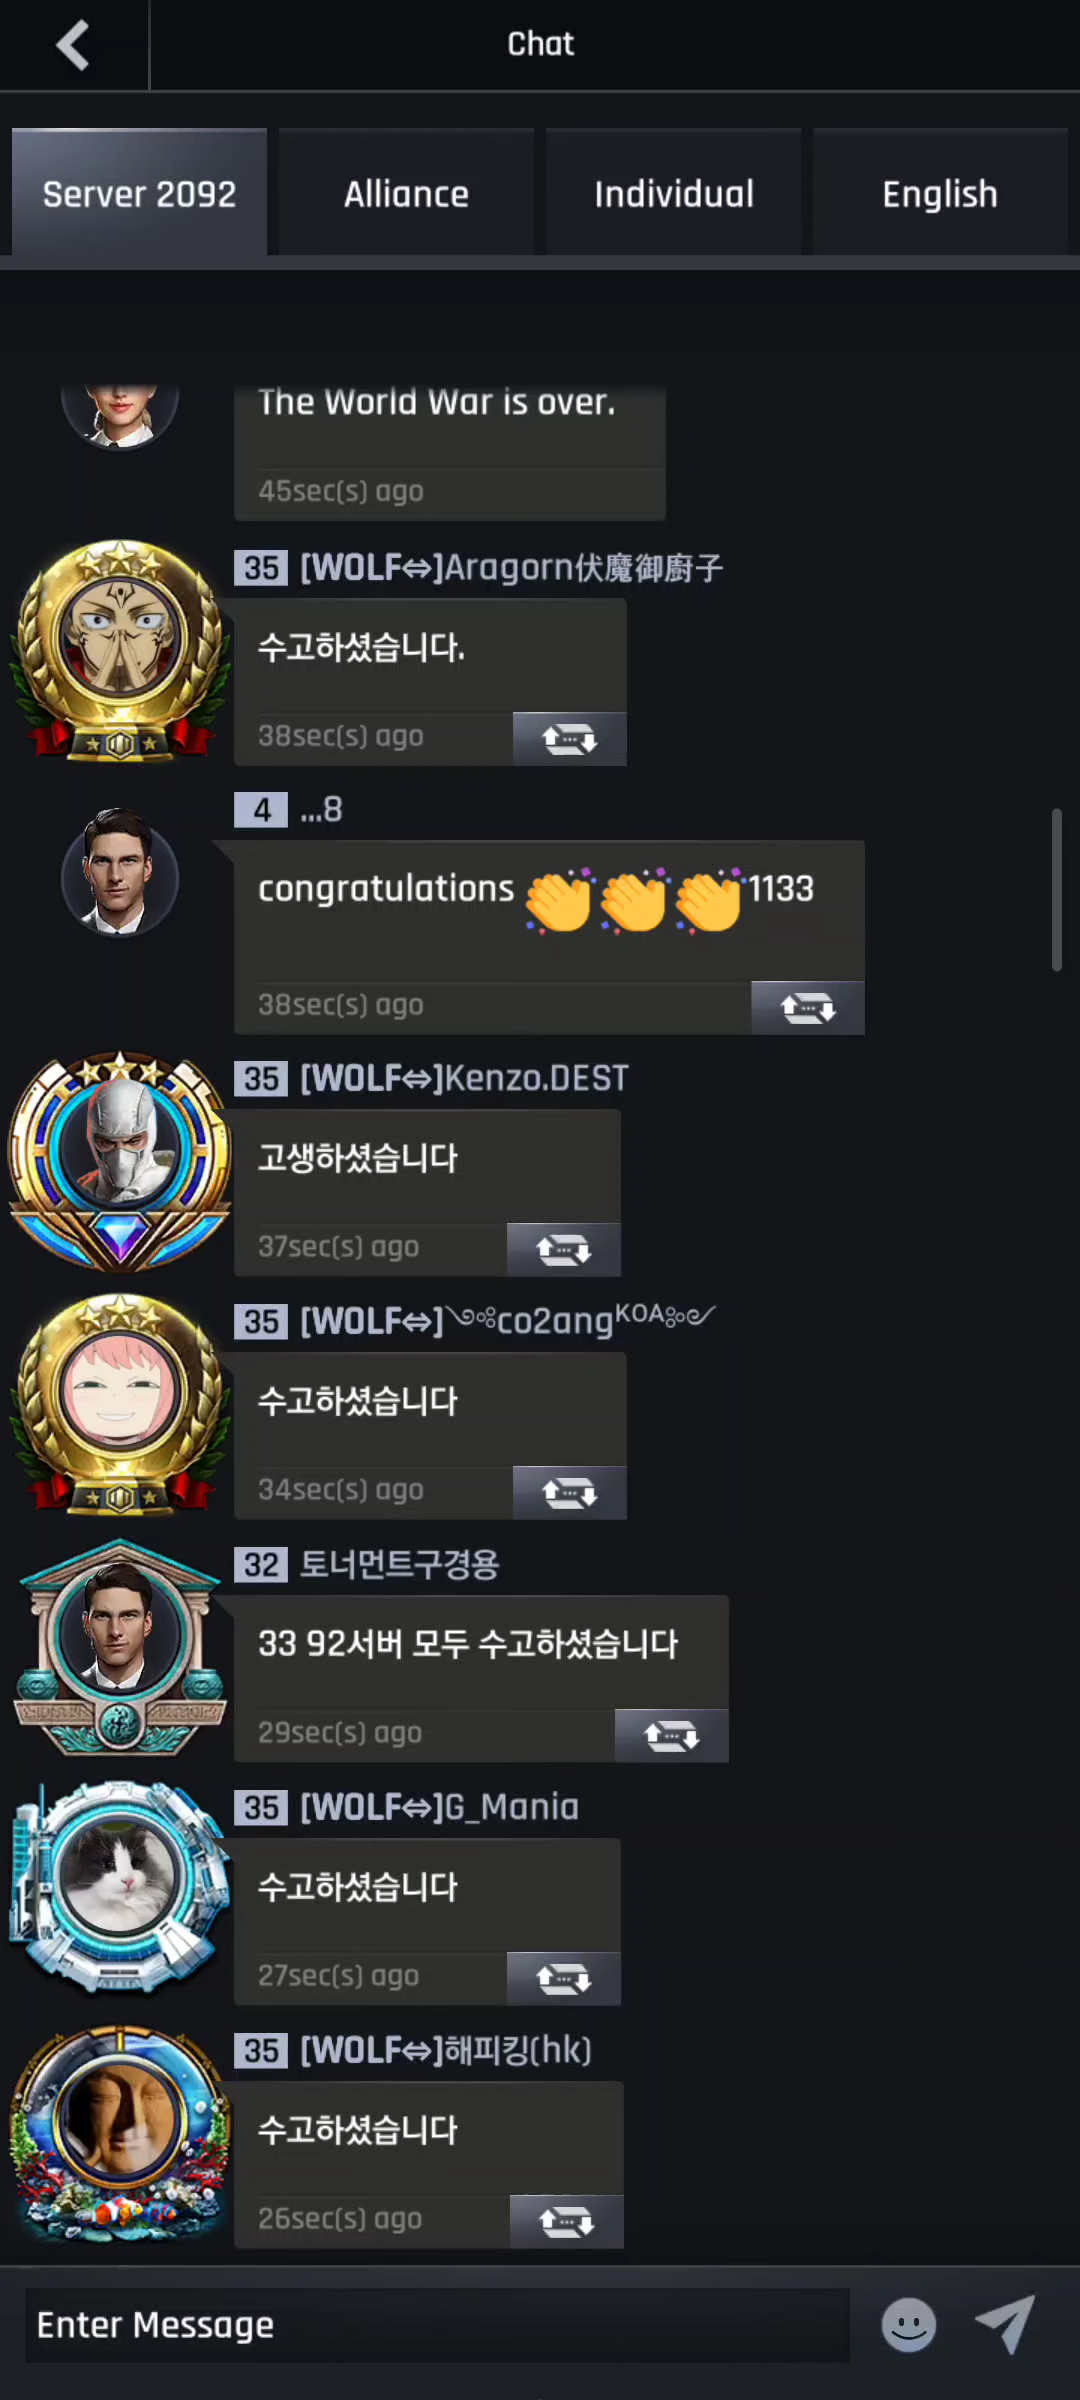 Chat
Server 2092
Alliance
Individual
English
The World War is over.
45sec(s) ago
35 [WOLF⇔]Aragorn伏魔御廚子
수고하셨습니다.
38sec(s) ago
4 ...8
congratulations 👏👏👏1133
38sec(s) ago
35 [WOLF⇔]Kenzo.DEST
고생하셨습니다
37sec(s) ago
35 [WOLF⇔]༺co2angᴷᴼᴬ༻
수고하셨습니다
34sec(s) ago
32 토너먼트구경용
33 92서버 모두 수고하셨습니다
29sec(s) ago
35 [WOLF⇔]G_Mania
수고하셨습니다
27sec(s) ago
35 [WOLF⇔]해피킹(hk)
수고하셨습니다
26sec(s) ago
Enter Message